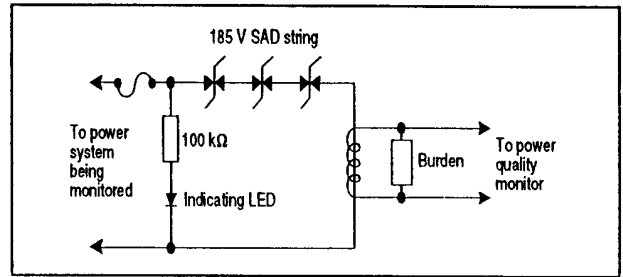 185 V SAD string
To power
system
being
monitored
100 kΩ
Indicating LED
Burden
To power
quality
monitor